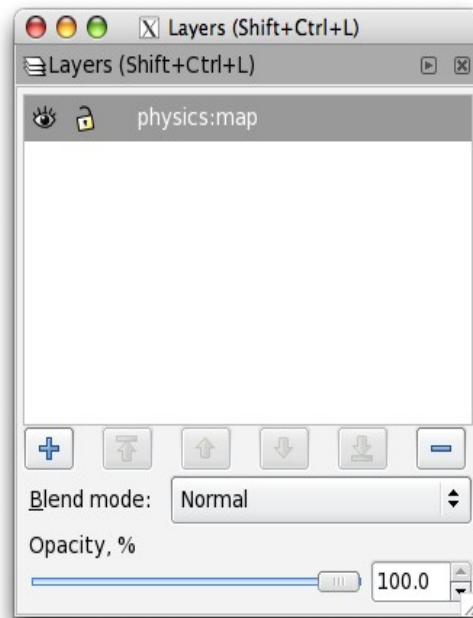 Layers (Shift+Ctrl+L)
Layers (Shift+Ctrl+L)
physics:map
Blend mode: Normal
Opacity, %
100.0